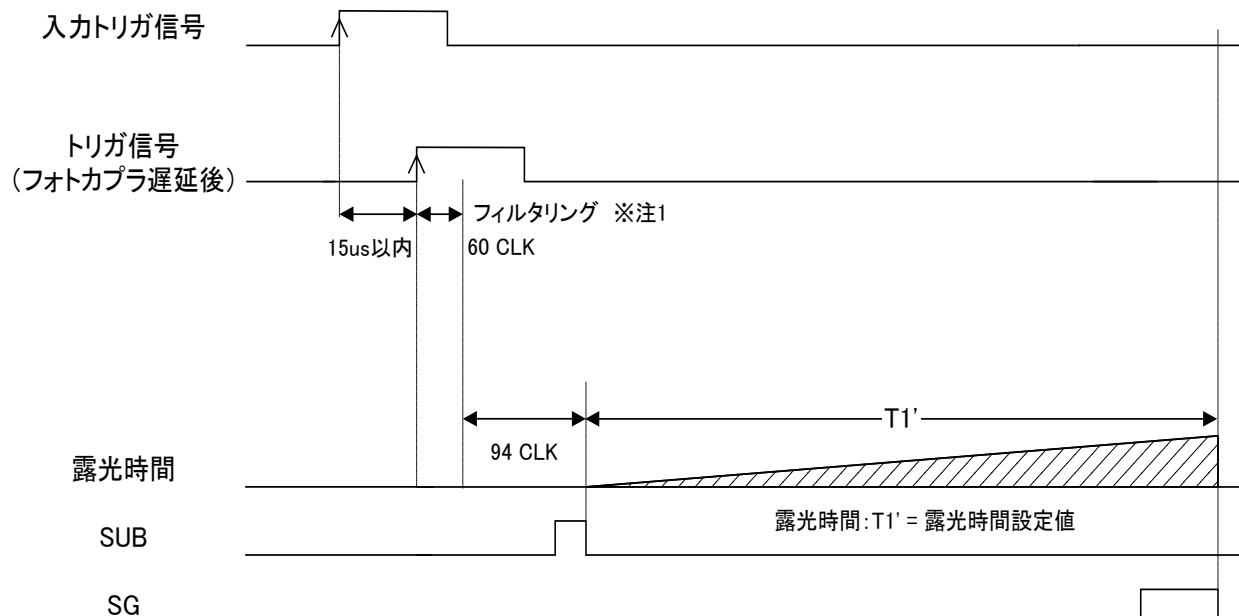 入力トリガ信号
トリガ信号
（フォトカプラ遅延後）
フィルタリング ※注1
15us以内
60 CLK
T1'
94 CLK
露光時間
露光時間：T1' = 露光時間設定値
SUB
SG